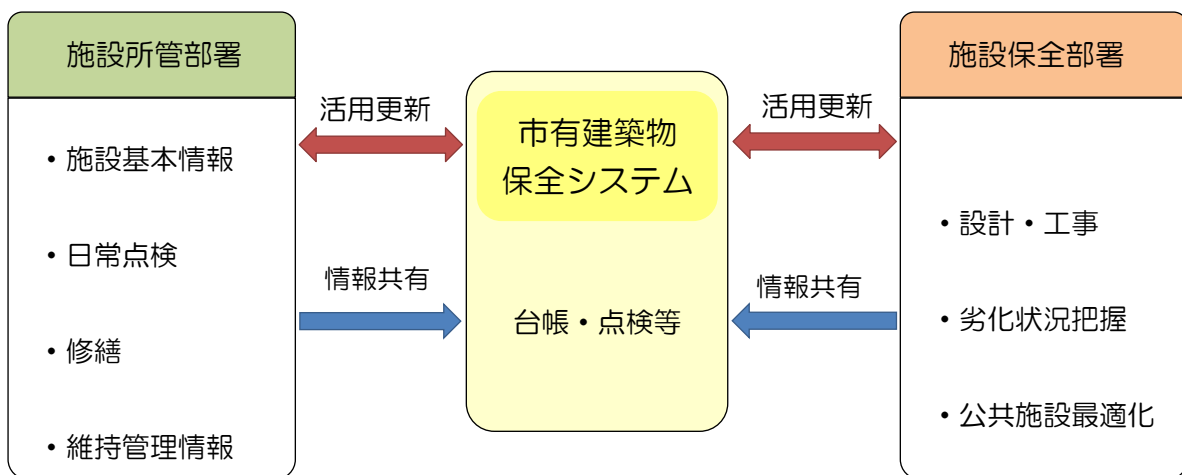 施設所管部署
・施設基本情報
・日常点検
・修繕
・維持管理情報
活用更新
情報共有
市有建築物
保全システム
台帳・点検等
活用更新
情報共有
施設保全部署
・設計・工事
・劣化状況把握
・公共施設最適化